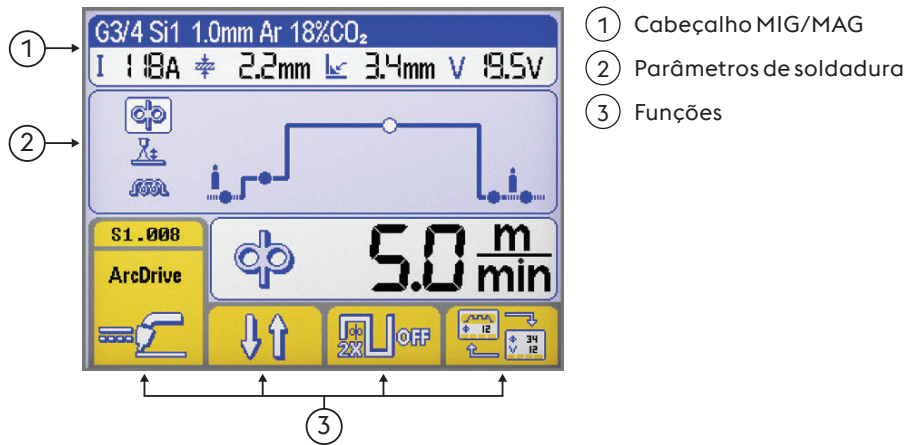 G3/4 Si1 1.0mm Ar 18%CO₂
I 118A 2.2mm 3.4mm V 19.5V
S1.008
ArcDrive
5.0 m/min
2X OFF
12
34
V 12
1 Cabeçalho MIG/MAG
2 Parâmetros de soldadura
3 Funções
1
2
3